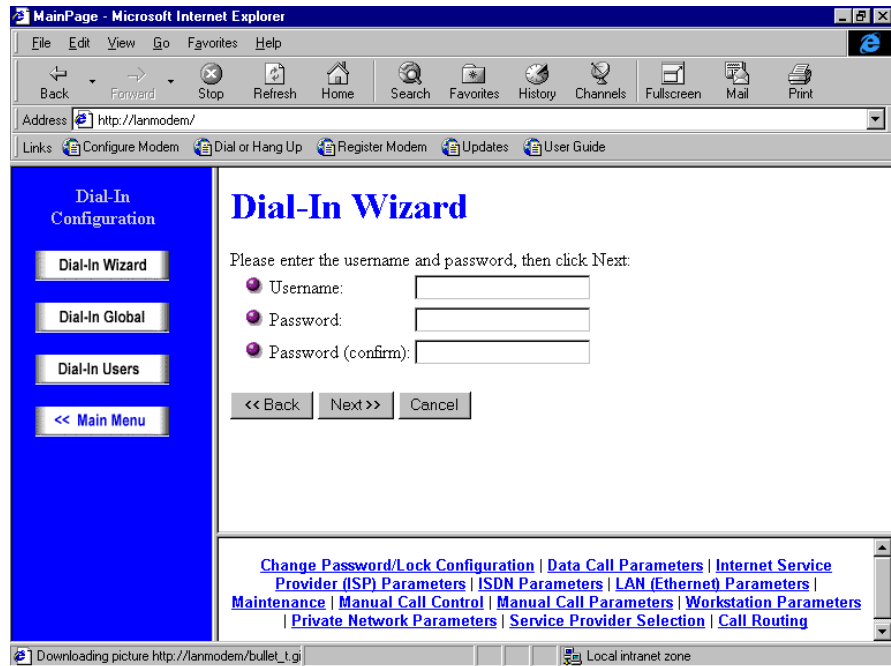 MainPage - Microsoft Internet Explorer
File Edit View Go Favorites Help
Back Forward Stop Refresh Home Search Favorites History Channels Fullscreen Mail Print
Address http://lanmodem/
Links Configure Modem Dial or Hang Up Register Modem Updates User Guide
Dial-In
Configuration
Dial-In Wizard
Dial-In Global
Dial-In Users
<< Main Menu
Dial-In Wizard
Please enter the username and password, then click Next:
Username:
Password:
Password (confirm):
<< Back Next >> Cancel
Change Password/Lock Configuration | Data Call Parameters | Internet Service
Provider (ISP) Parameters | ISDN Parameters | LAN (Ethernet) Parameters |
Maintenance | Manual Call Control | Manual Call Parameters | Workstation Parameters
| Private Network Parameters | Service Provider Selection | Call Routing
Downloading picture http://lanmodem/bullet_t.gi Local intranet zone